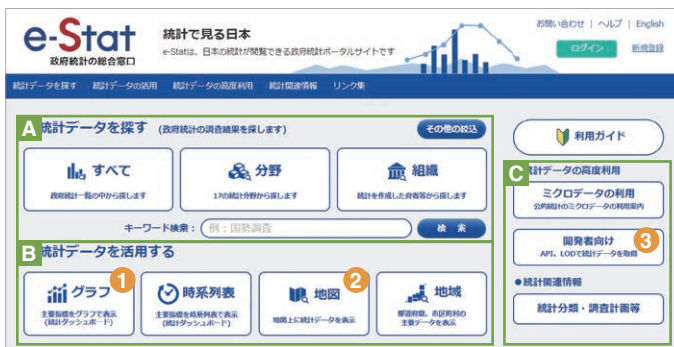 e-Stat
政府統計の総合窓口
統計で見る日本
e-Statは、日本の統計が閲覧できる政府統計ポータルサイトです
お問い合わせ | ヘルプ | English
ログイン 新規登録
統計データを探す 統計データの活用 統計データの高度利用 統計関連情報 リンク集
A 統計データを探す (政府統計の調査結果を探します) その他の絞込
すべて
政府統計一覧の中から探します
分野
17の統計分野から探します
組織
統計を作成した府省等から探します
キーワード検索: 例:国勢調査 検索
B 統計データを活用する
グラフ 1
主要指標をグラフで表示
(統計ダッシュボード)
時系列表
主要指標を時系列表で表示
(統計ダッシュボード)
地図 2
地図上に統計データを表示
地域
都道府県、市区町村の
主要データを表示
利用ガイド
C 統計データの高度利用
ミクロデータの利用
公的統計のミクロデータの利用案内
開発者向け 3
API、LODで統計データを取得
●統計関連情報
統計分類・調査計画等